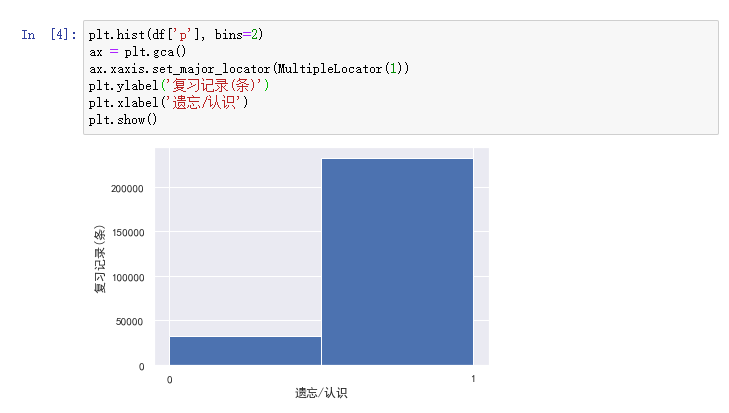 In [4]: plt.hist(df['p'], bins=2)
ax = plt.gca()
ax.xaxis.set_major_locator(MultipleLocator(1))
plt.ylabel('复习记录(条)')
plt.xlabel('遗忘/认识')
plt.show()
200000
150000
100000
50000
0
复习记录(条)
0 1
遗忘/认识